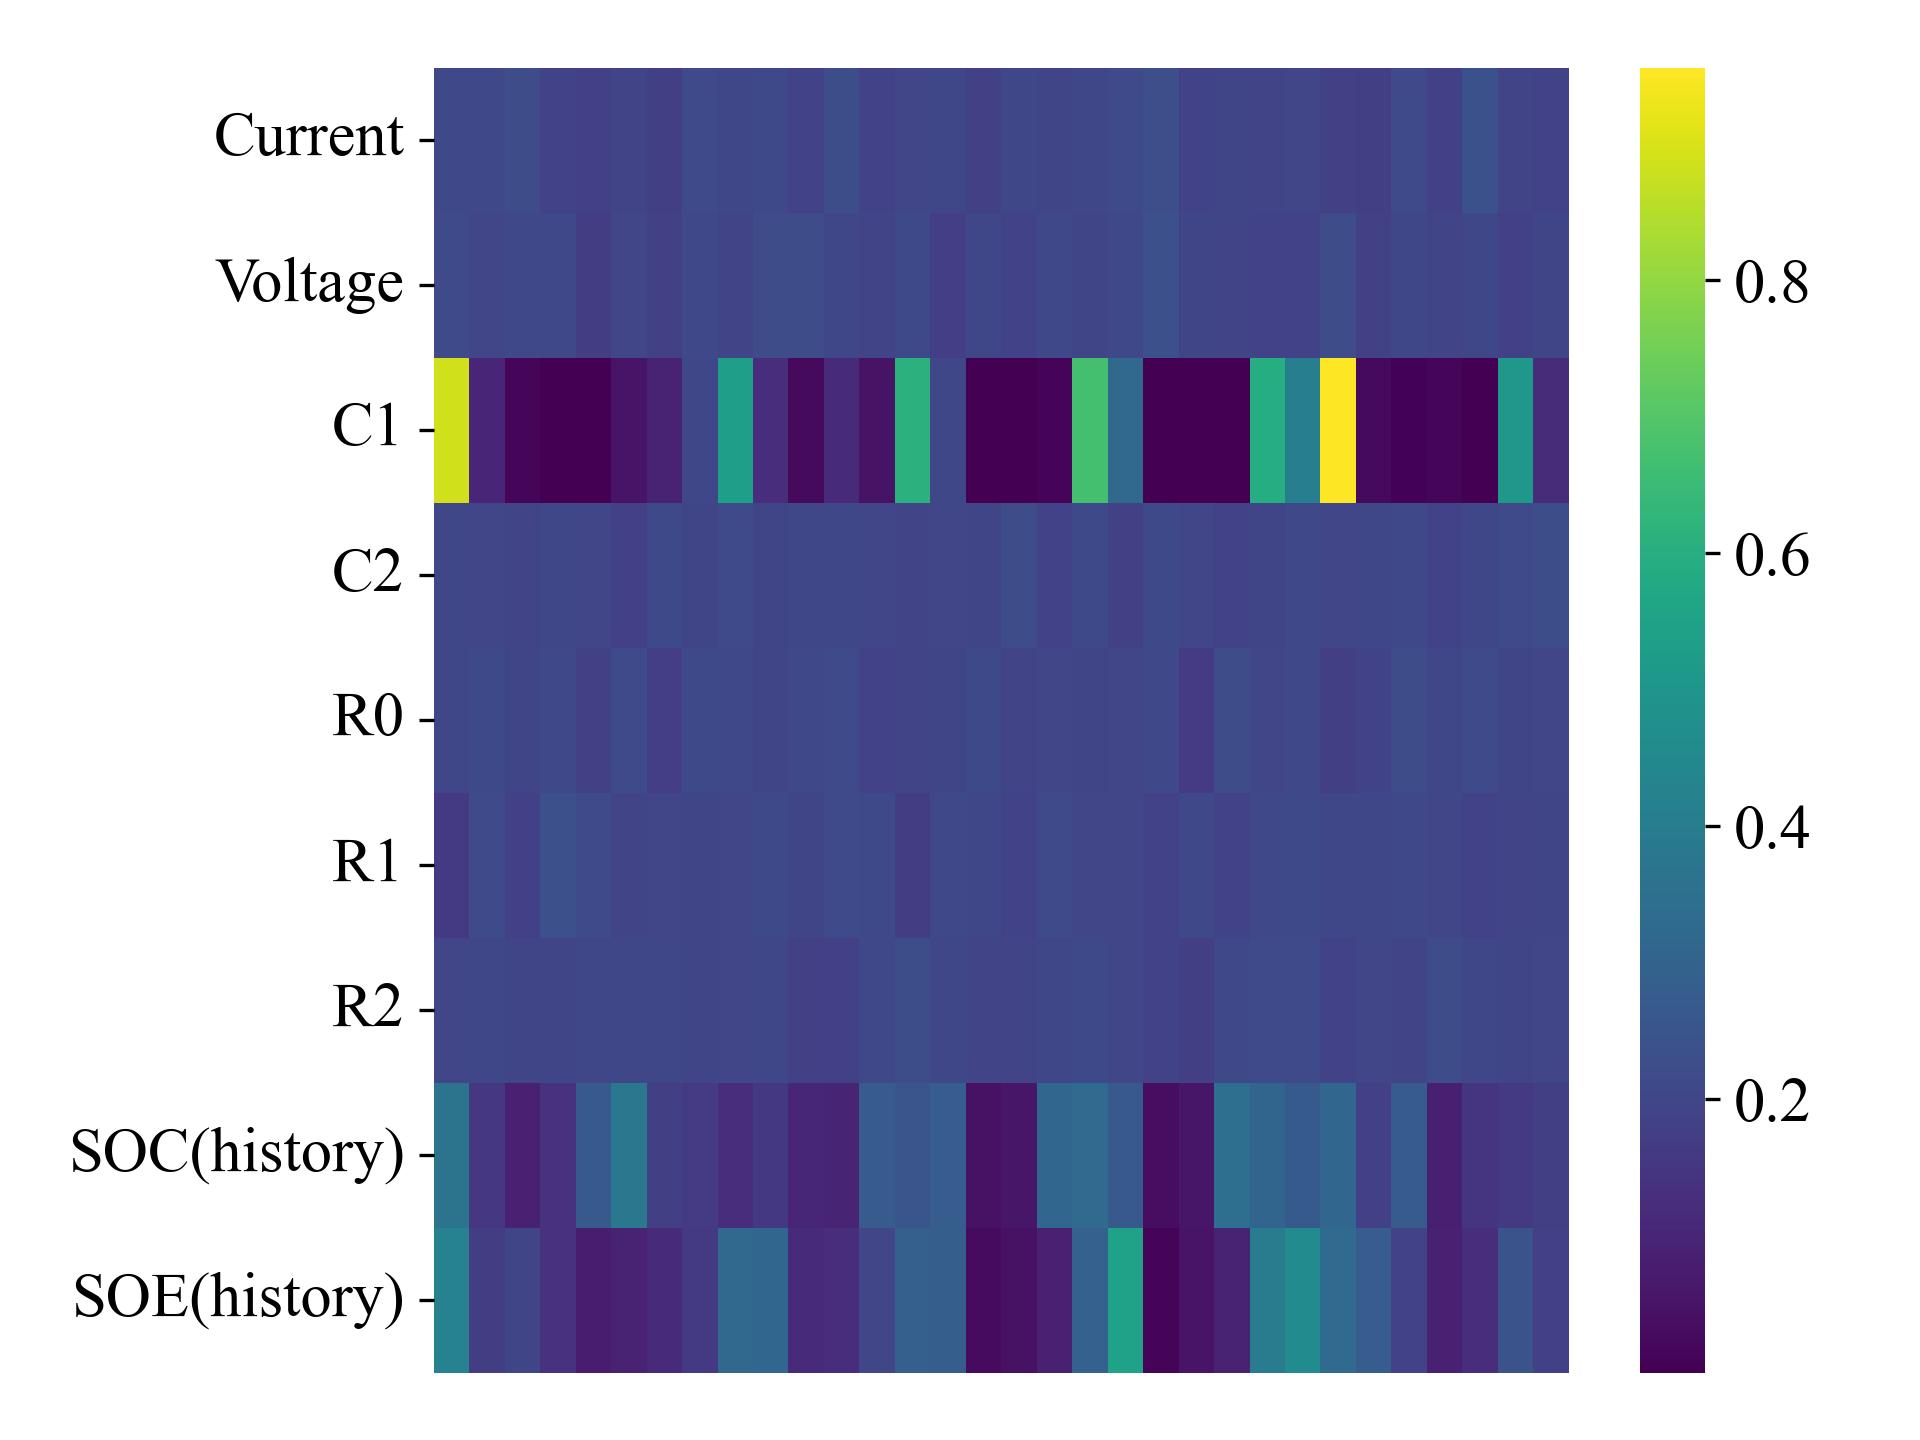 Current
Voltage
C1
C2
R0
R1
R2
SOC(history)
SOE(history)
0.8
0.6
0.4
0.2